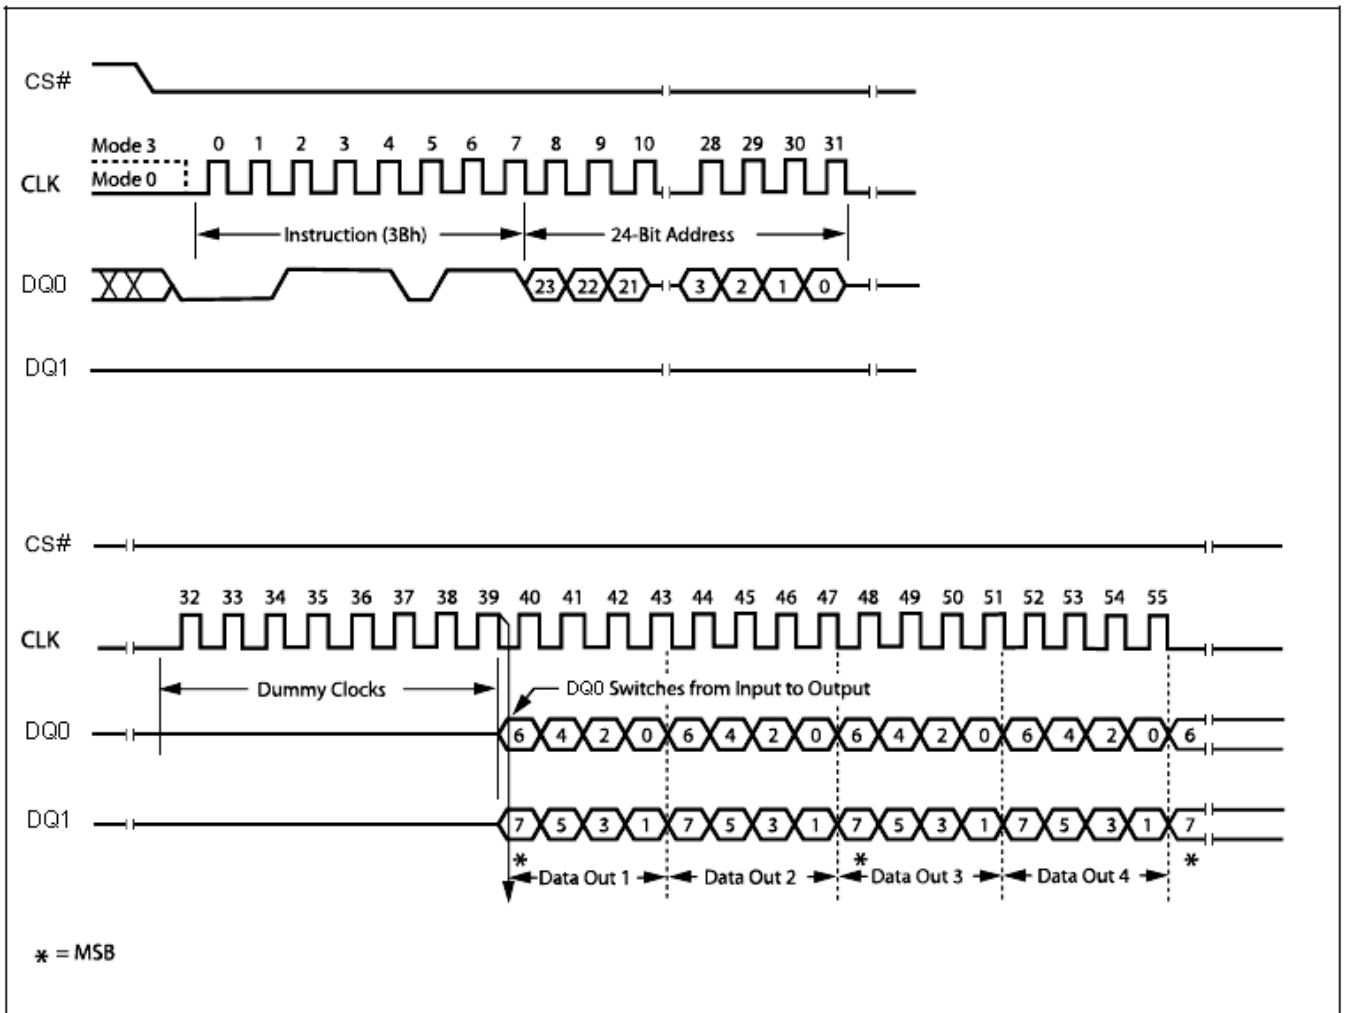 CS#
Mode 3 0 1 2 3 4 5 6 7 8 9 10 28 29 30 31
CLK Mode 0
Instruction (3Bh) 24-Bit Address
DQ0 23 22 21 3 2 1 0
DQ1
CS#
32 33 34 35 36 37 38 39 40 41 42 43 44 45 46 47 48 49 50 51 52 53 54 55
CLK
Dummy Clocks DQ0 Switches from Input to Output
DQ0 6 4 2 0 6 4 2 0 6 4 2 0 6 4 2 0 6
DQ1 7 5 3 1 7 5 3 1 7 5 3 1 7 5 3 1 7
* * *
Data Out 1 Data Out 2 Data Out 3 Data Out 4
* = MSB